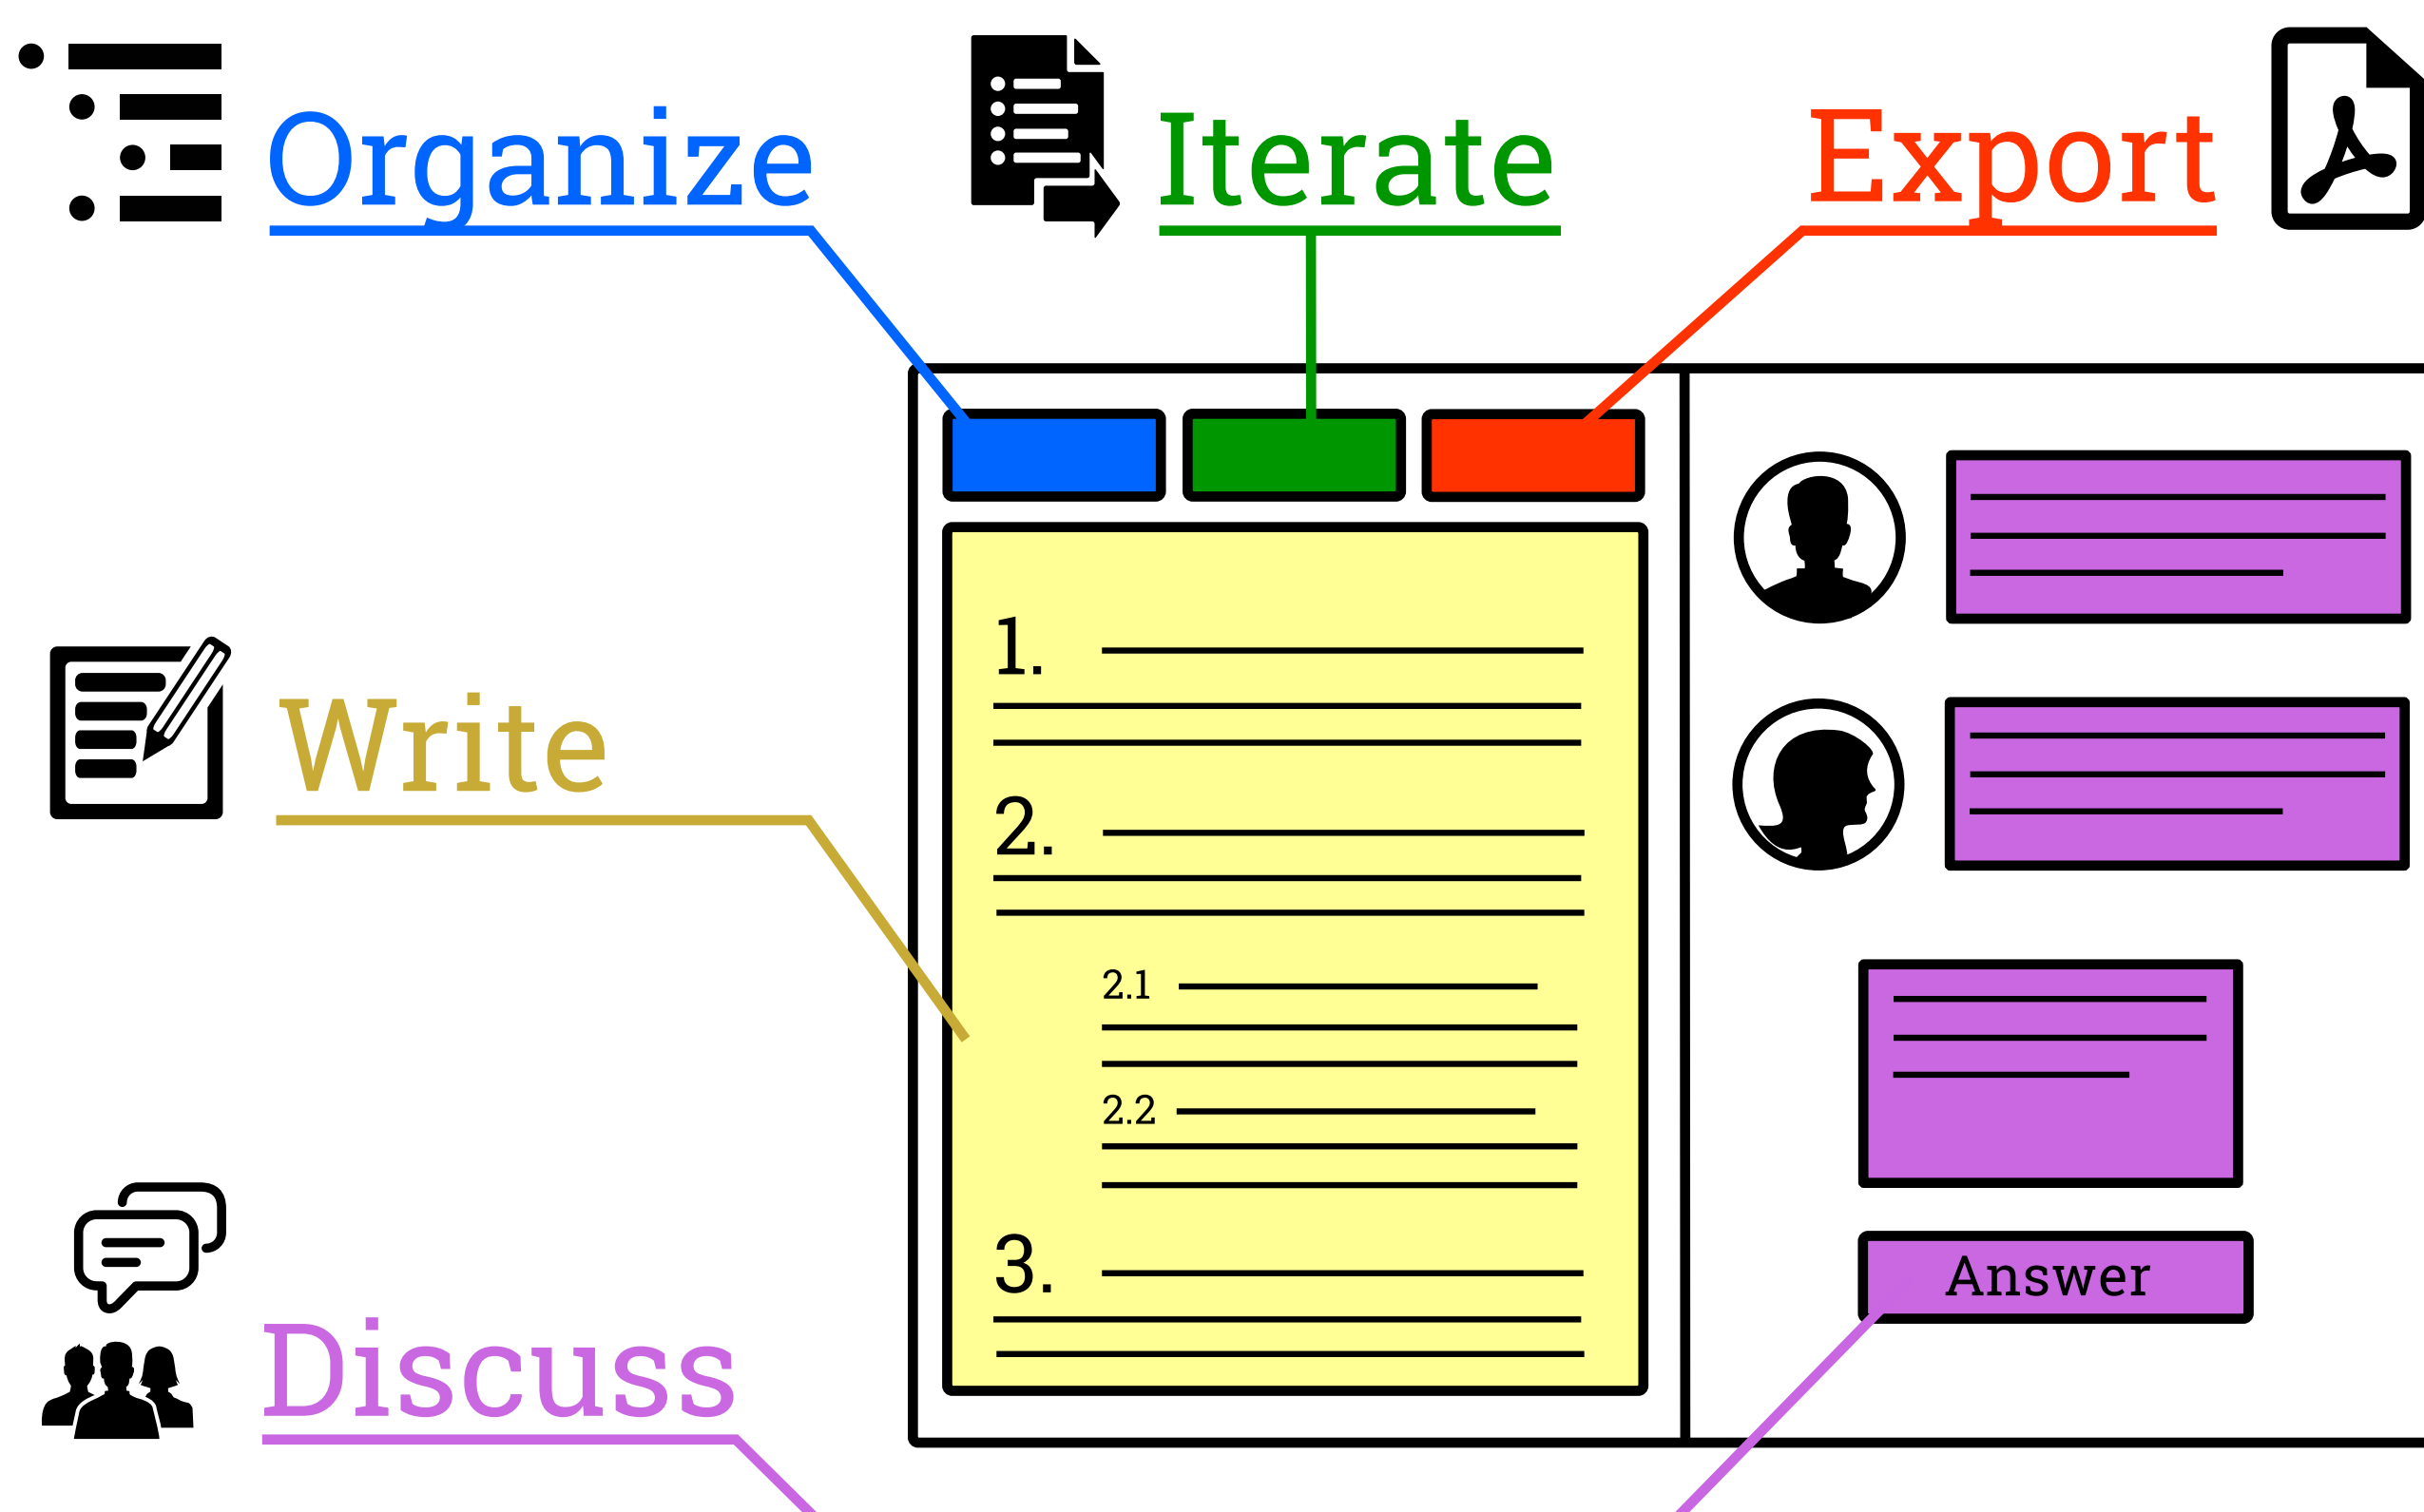 Organize
Iterate
Export
Write
Discuss
1.
2.
2.1
2.2
3.
Answer